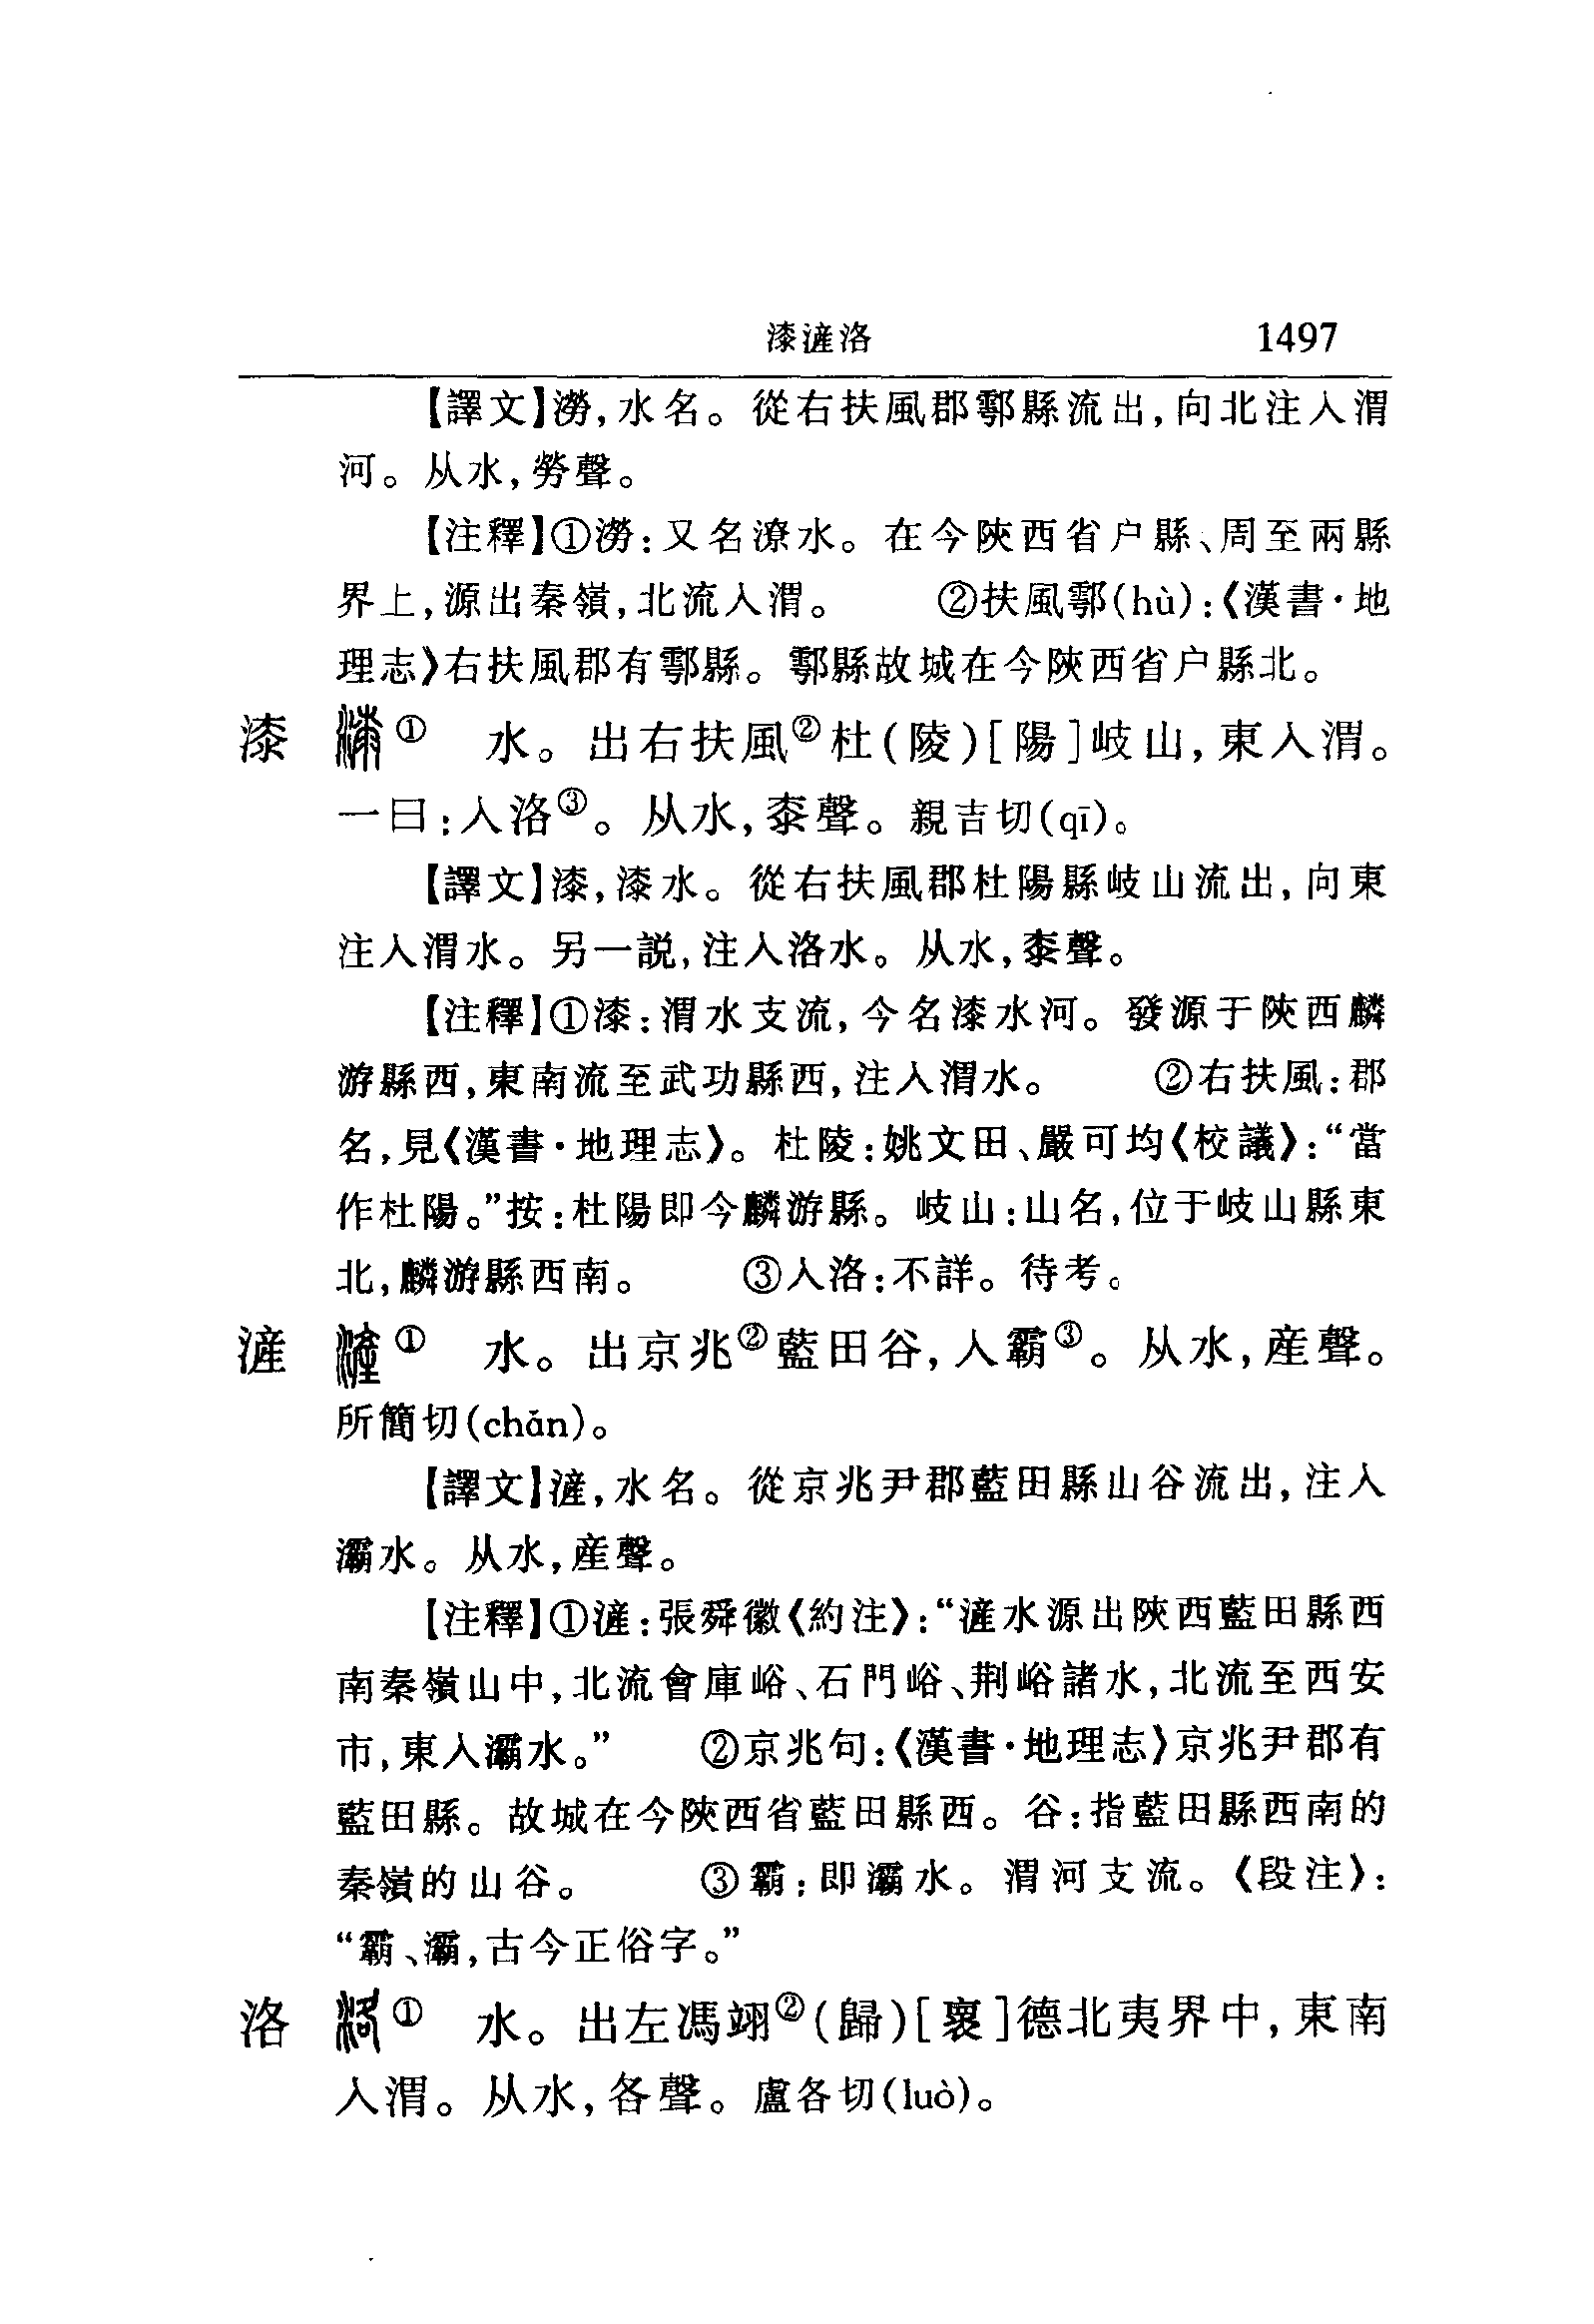 漆滻洛 1497
【譯文】澇，水名。從右扶風郡鄠縣流出，向北注入渭
河。从水，勞聲。
【注釋】①澇：又名潦水。在今陝西省户縣、周至兩縣
界上，源出秦嶺，北流入渭。 ②扶風鄠(hù)：《漢書·地
理志》右扶風郡有鄠縣。鄠縣故城在今陝西省户縣北。
漆 ① 水。出右扶風②杜(陵)[陽]岐山，東入渭。
一曰：入洛③。从水，桼聲。親吉切(qī)。
【譯文】漆，漆水。從右扶風郡杜陽縣岐山流出，向東
注入渭水。另一説，注入洛水。从水，桼聲。
【注釋】①漆：渭水支流，今名漆水河。發源于陝西麟
游縣西，東南流至武功縣西，注入渭水。 ②右扶風：郡
名，見《漢書·地理志》。杜陵：姚文田、嚴可均《校議》：“當
作杜陽。”按：杜陽即今麟游縣。岐山：山名，位于岐山縣東
北，麟游縣西南。 ③入洛：不詳。待考。
滻 ① 水。出京兆②藍田谷，入霸③。从水，産聲。
所簡切(chǎn)。
【譯文】滻，水名。從京兆尹郡藍田縣山谷流出，注入
灞水。从水，産聲。
【注釋】①滻：張舜徽《約注》：“滻水源出陝西藍田縣西
南秦嶺山中，北流會庫峪、石門峪、荆峪諸水，北流至西安
市，東入灞水。” ②京兆句：《漢書·地理志》京兆尹郡有
藍田縣。故城在今陝西省藍田縣西。谷：指藍田縣西南的
秦嶺的山谷。 ③霸：即灞水。渭河支流。《段注》：
“霸、灞，古今正俗字。”
洛 ① 水。出左馮翊②(歸)[褱]德北夷界中，東南
入渭。从水，各聲。盧各切(luò)。